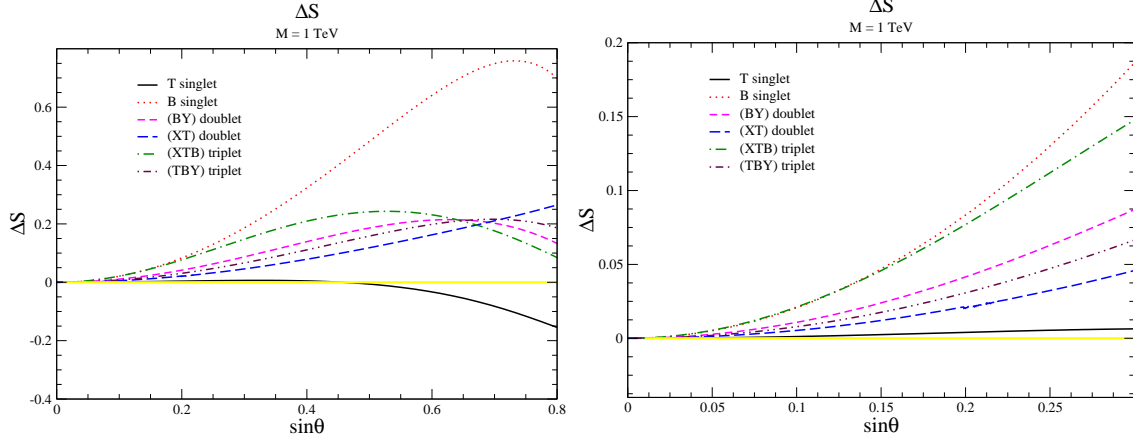 ΔS
M = 1 TeV
T singlet
B singlet
(BY) doublet
(XT) doublet
(XTB) triplet
(TBY) triplet
ΔS
0.6
0.4
0.2
0
-0.2
-0.4
0
0.2
0.4
0.6
0.8
sinθ
ΔS
M = 1 TeV
T singlet
B singlet
(BY) doublet
(XT) doublet
(XTB) triplet
(TBY) triplet
ΔS
0.2
0.15
0.1
0.05
0
0
0.05
0.1
0.15
0.2
0.25
sinθ